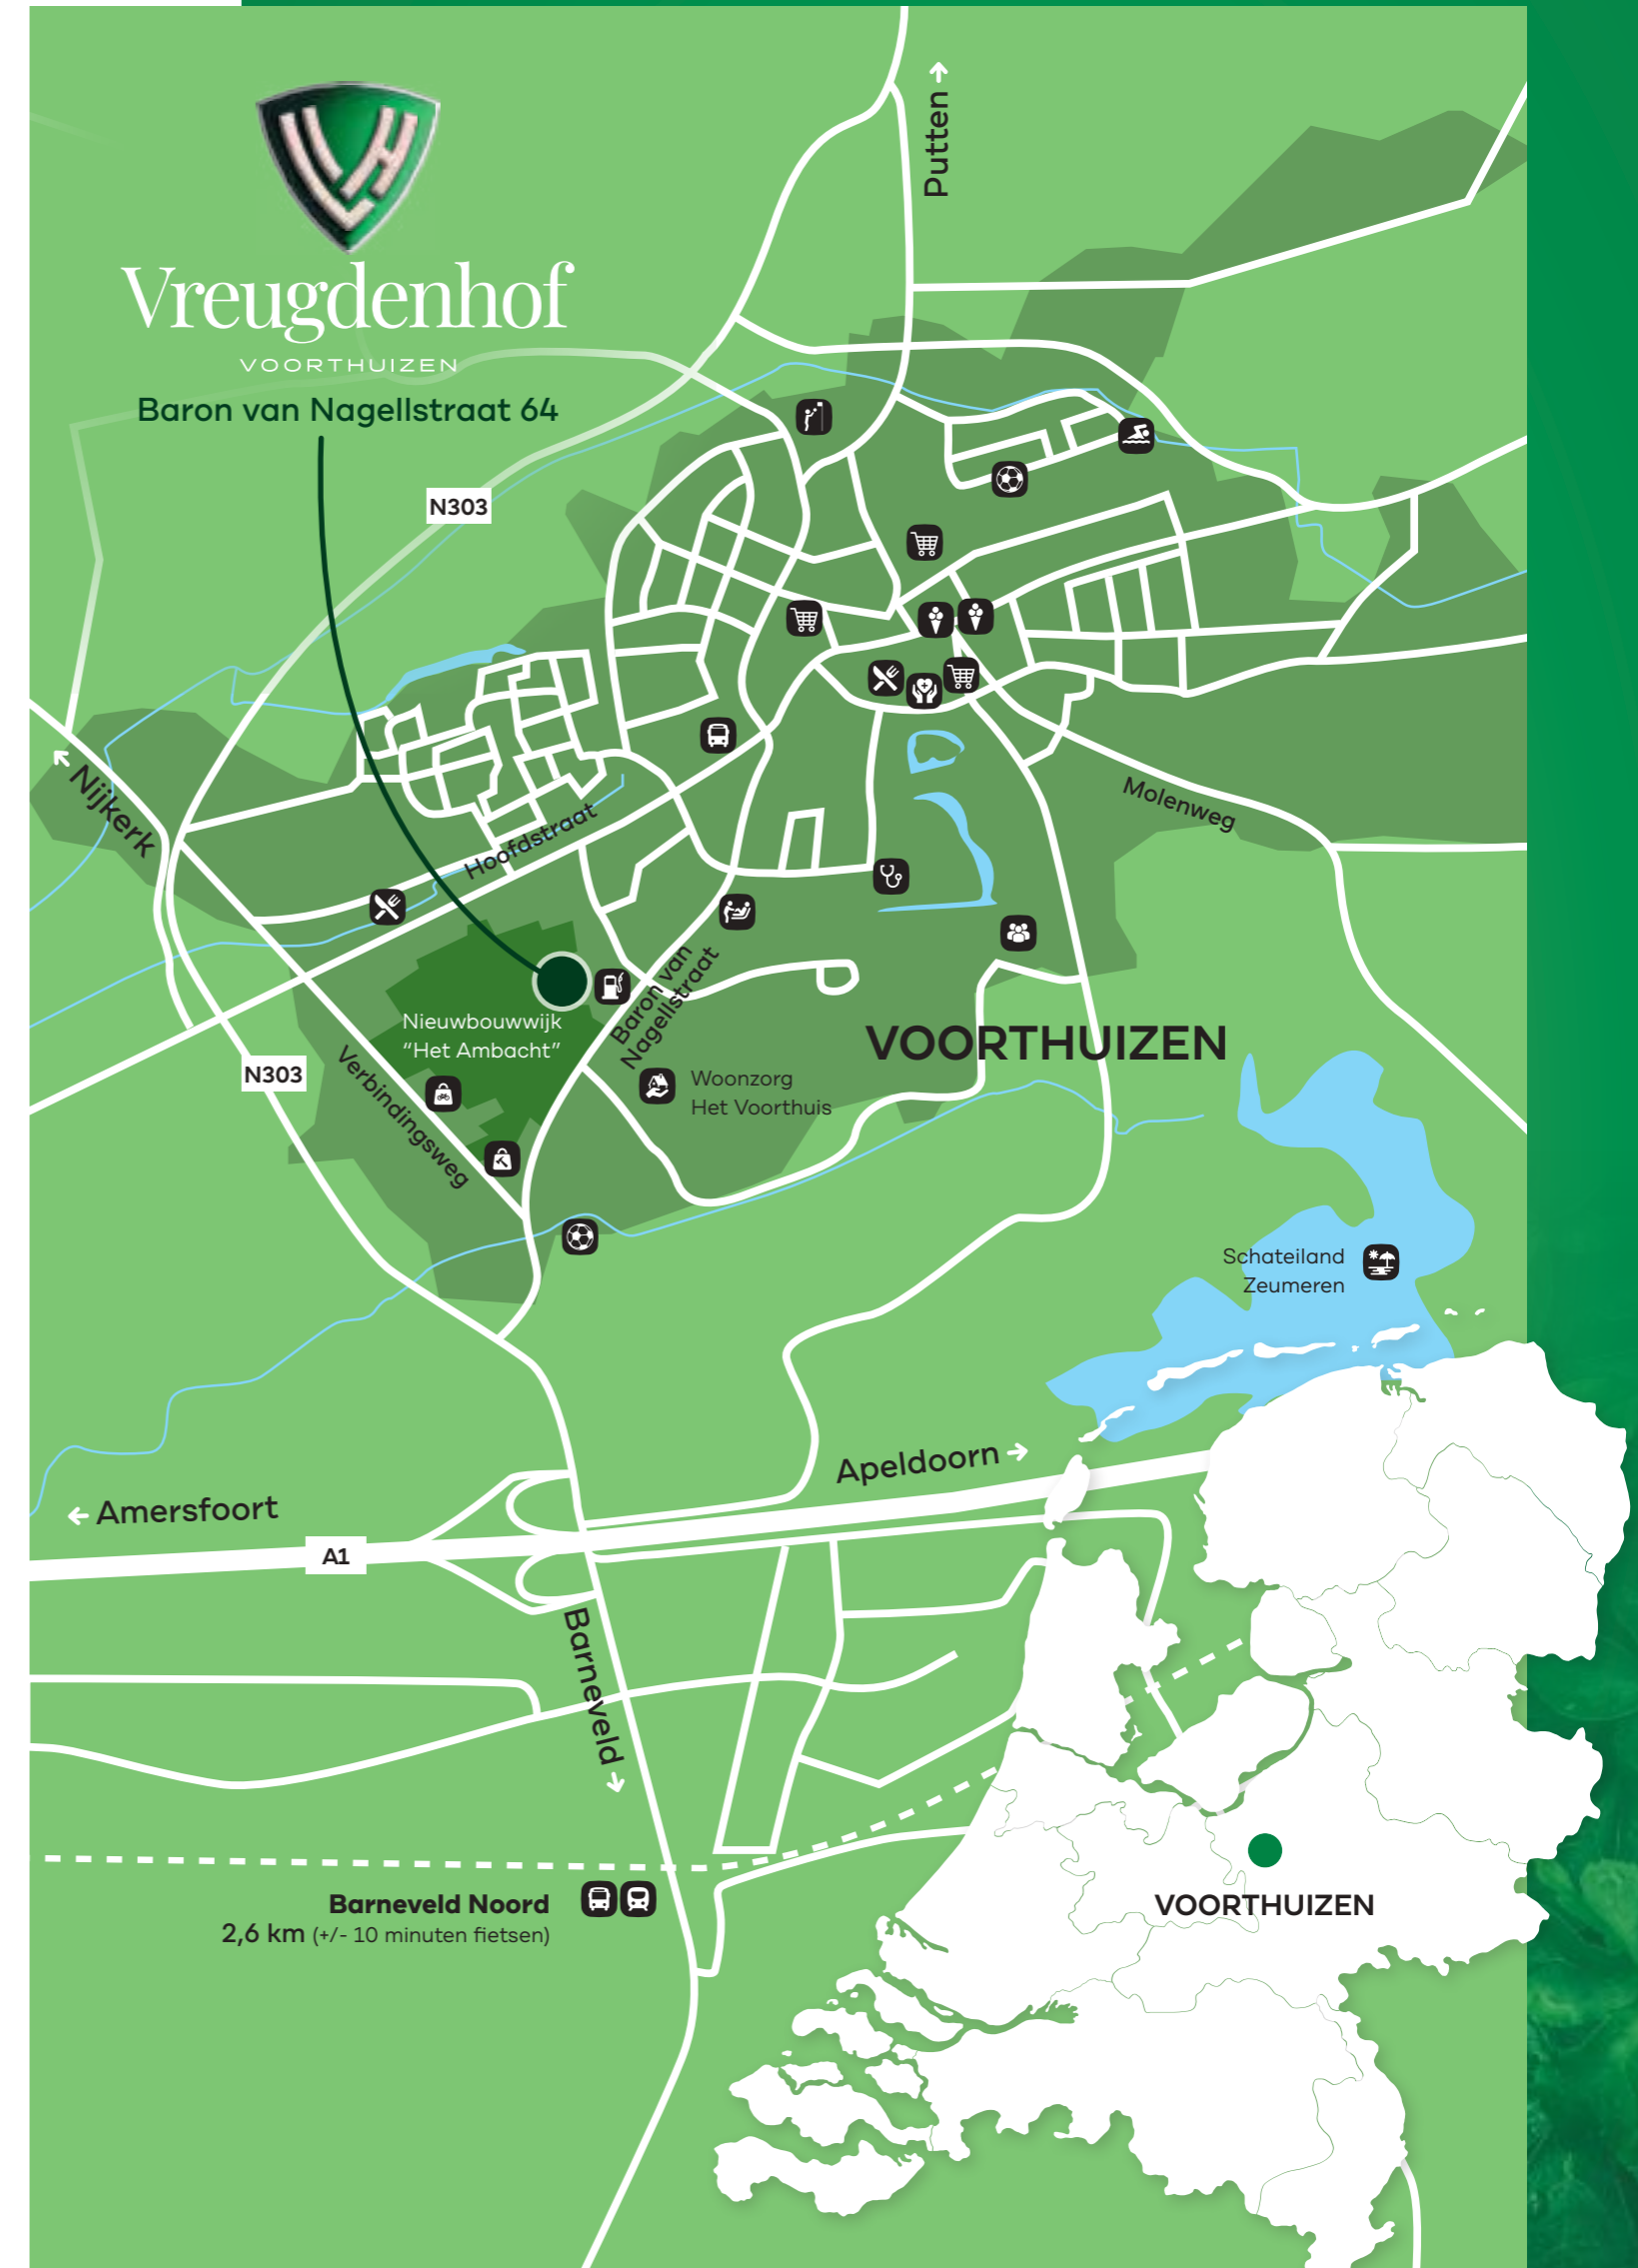 Putten
Vreugdenhof
VOORTHUIZEN
Baron van Nagellstraat 64
N303
Nijkerk
Molenweg
Hoofdstraat
Baron van
Nagellstraat
Nieuwbouwwijk
“Het Ambacht”
VOORTHUIZEN
N303
Verbindingsweg
Woonzorg
Het Voorthuis
Schateiland
Zeumeren
Apeldoorn
Amersfoort
A1
Barneveld
Barneveld Noord
2,6 km (+/- 10 minuten fietsen)
VOORTHUIZEN